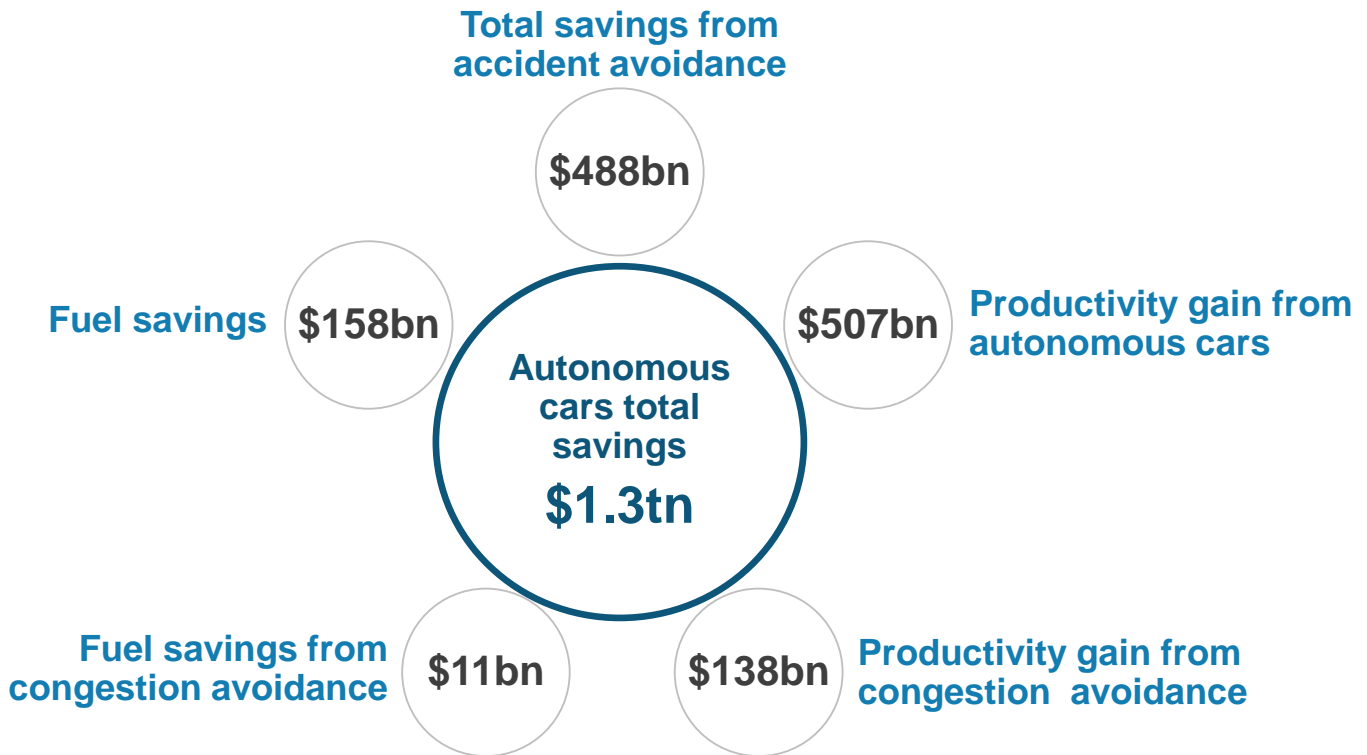 Total savings from
accident avoidance
$488bn
Fuel savings
$158bn
$507bn
Productivity gain from
autonomous cars
Autonomous
cars total
savings
$1.3tn
Fuel savings from
congestion avoidance
$11bn
$138bn
Productivity gain from
congestion  avoidance